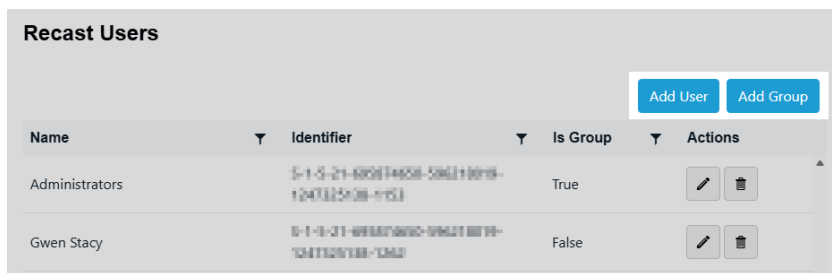 Recast Users
Add User Add Group
Name Identifier Is Group Actions
Administrators True
Gwen Stacy False